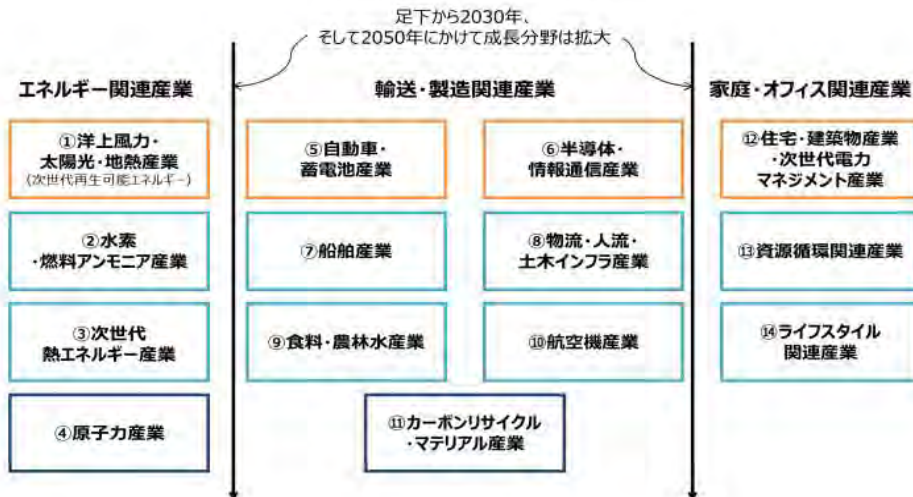 足下から2030年、
そして2050年にかけて成長分野は拡大
エネルギー関連産業
輸送・製造関連産業
家庭・オフィス関連産業
①洋上風力・
太陽光・地熱産業
(次世代再生可能エネルギー)
⑤自動車・
蓄電池産業
⑥半導体・
情報通信産業
⑫住宅・建築物産業
・次世代電力
マネジメント産業
②水素
・燃料アンモニア産業
⑦船舶産業
⑧物流・人流・
土木インフラ産業
⑬資源循環関連産業
③次世代
熱エネルギー産業
⑨食料・農林水産業
⑩航空機産業
⑭ライフスタイル
関連産業
④原子力産業
⑪カーボンリサイクル
・マテリアル産業